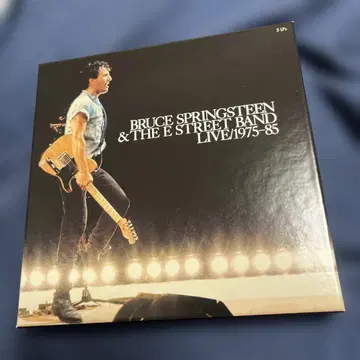 5 LPs
BRUCE SPRINGSTEEN
& THE E STREET BAND
LIVE/1975–85